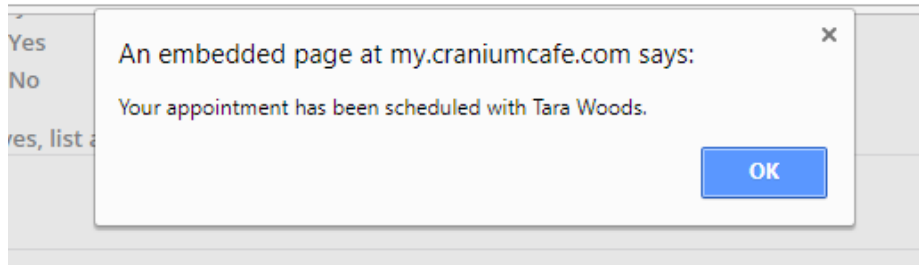 Yes
An embedded page at my.craniumcafe.com says:
No
Your appointment has been scheduled with Tara Woods.
list
OK